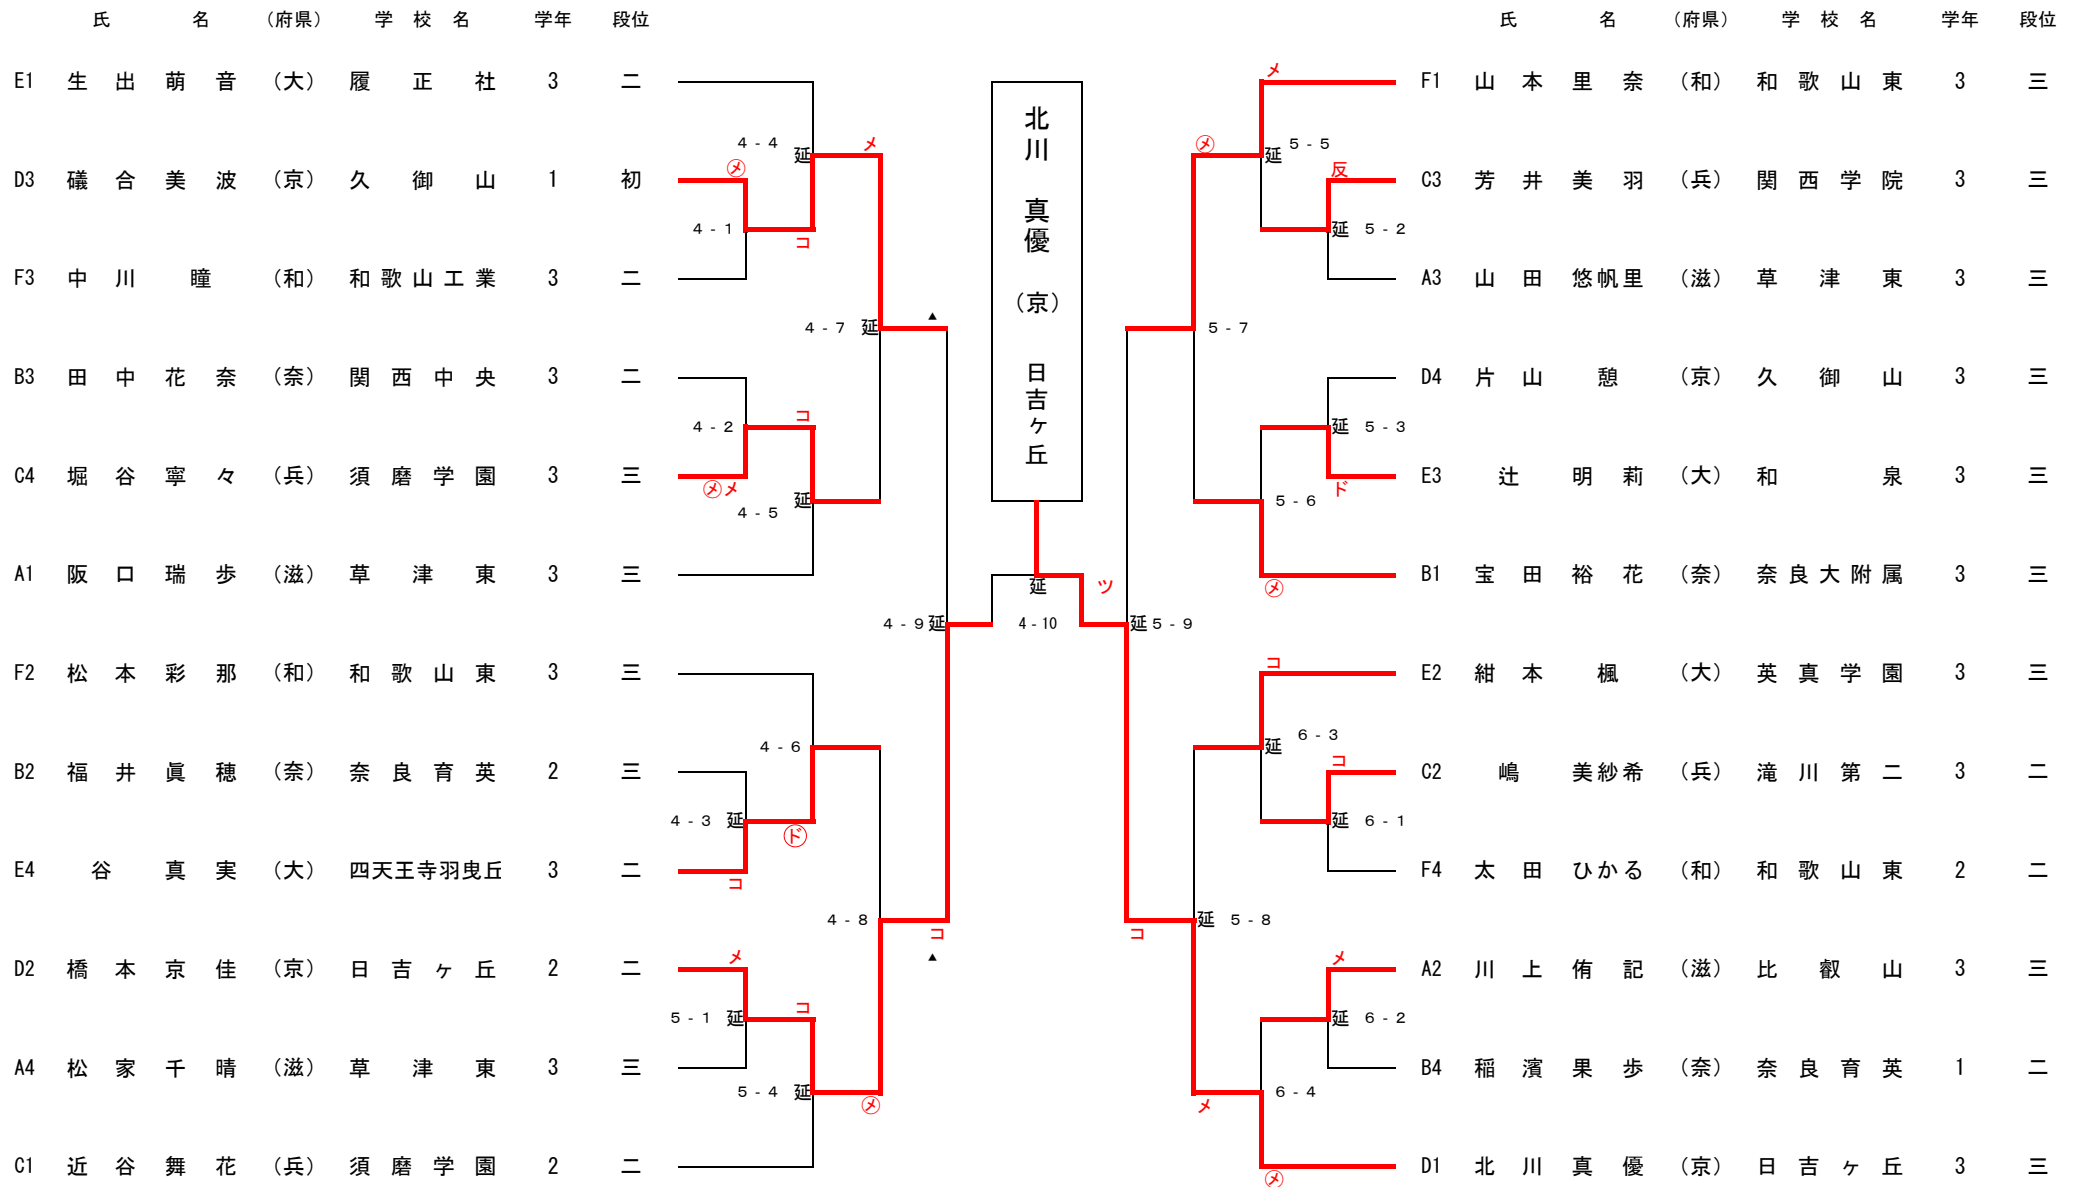 氏 名 （府県） 学 校 名 学年 段位
E1 生出萌音 （大） 履正社 3 二
4-4 延 メ
D3 礒合美波 （京） 久御山 1 初
メ
4-1 コ
F3 中川瞳 （和） 和歌山工業 3 二
4-7 延 ▲
B3 田中花奈 （奈） 関西中央 3 二
4-2 コ
C4 堀谷寧々 （兵） 須磨学園 3 三
メメ
4-5 延
A1 阪口瑞歩 （滋） 草津東 3 三
4-9 延
F2 松本彩那 （和） 和歌山東 3 三
4-6
B2 福井眞穂 （奈） 奈良育英 2 三
4-3 延 ド
E4 谷真実 （大） 四天王寺羽曳丘 3 二
コ
4-8 コ
▲
D2 橋本京佳 （京） 日吉ヶ丘 2 二
メ
5-1 延 コ
A4 松家千晴 （滋） 草津東 3 三
5-4 延 メ
C1 近谷舞花 （兵） 須磨学園 2 二
北川 真優 （京） 日吉ヶ丘
延 ツ
4-10
氏 名 （府県） 学 校 名 学年 段位
メ
F1 山本里奈 （和） 和歌山東 3 三
メ 延 5-5
反
C3 芳井美羽 （兵） 関西学院 3 三
延 5-2
A3 山田悠帆里 （滋） 草津東 3 三
5-7
D4 片山憩 （京） 久御山 3 三
延 5-3
E3 辻明莉 （大） 和泉 3 三
ド
5-6
B1 宝田裕花 （奈） 奈良大附属 3 三
メ
延 5-9
コ
E2 紺本楓 （大） 英真学園 3 三
延 6-3
コ
C2 嶋美紗希 （兵） 滝川第二 3 二
延 6-1
F4 太田ひかる （和） 和歌山東 2 二
コ 延 5-8
メ
A2 川上侑記 （滋） 比叡山 3 三
延 6-2
B4 稲濱果歩 （奈） 奈良育英 1 二
メ 6-4
D1 北川真優 （京） 日吉ヶ丘 3 三
メ